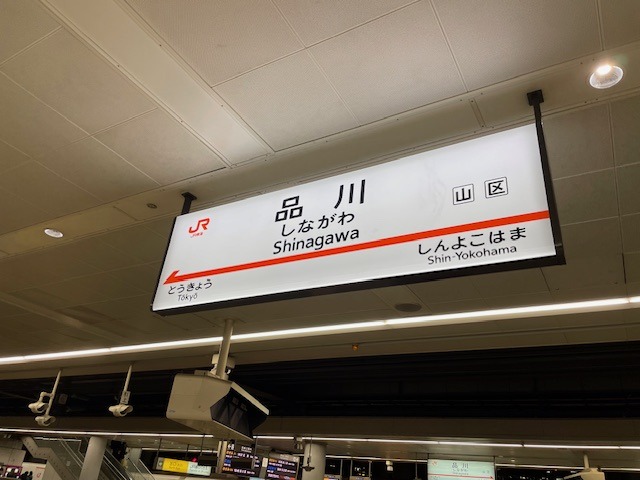 JR
品川
しながわ
Shinagawa
山 区
とうきょう
Tōkyō
しんよこはま
Shin-Yokohama
品川